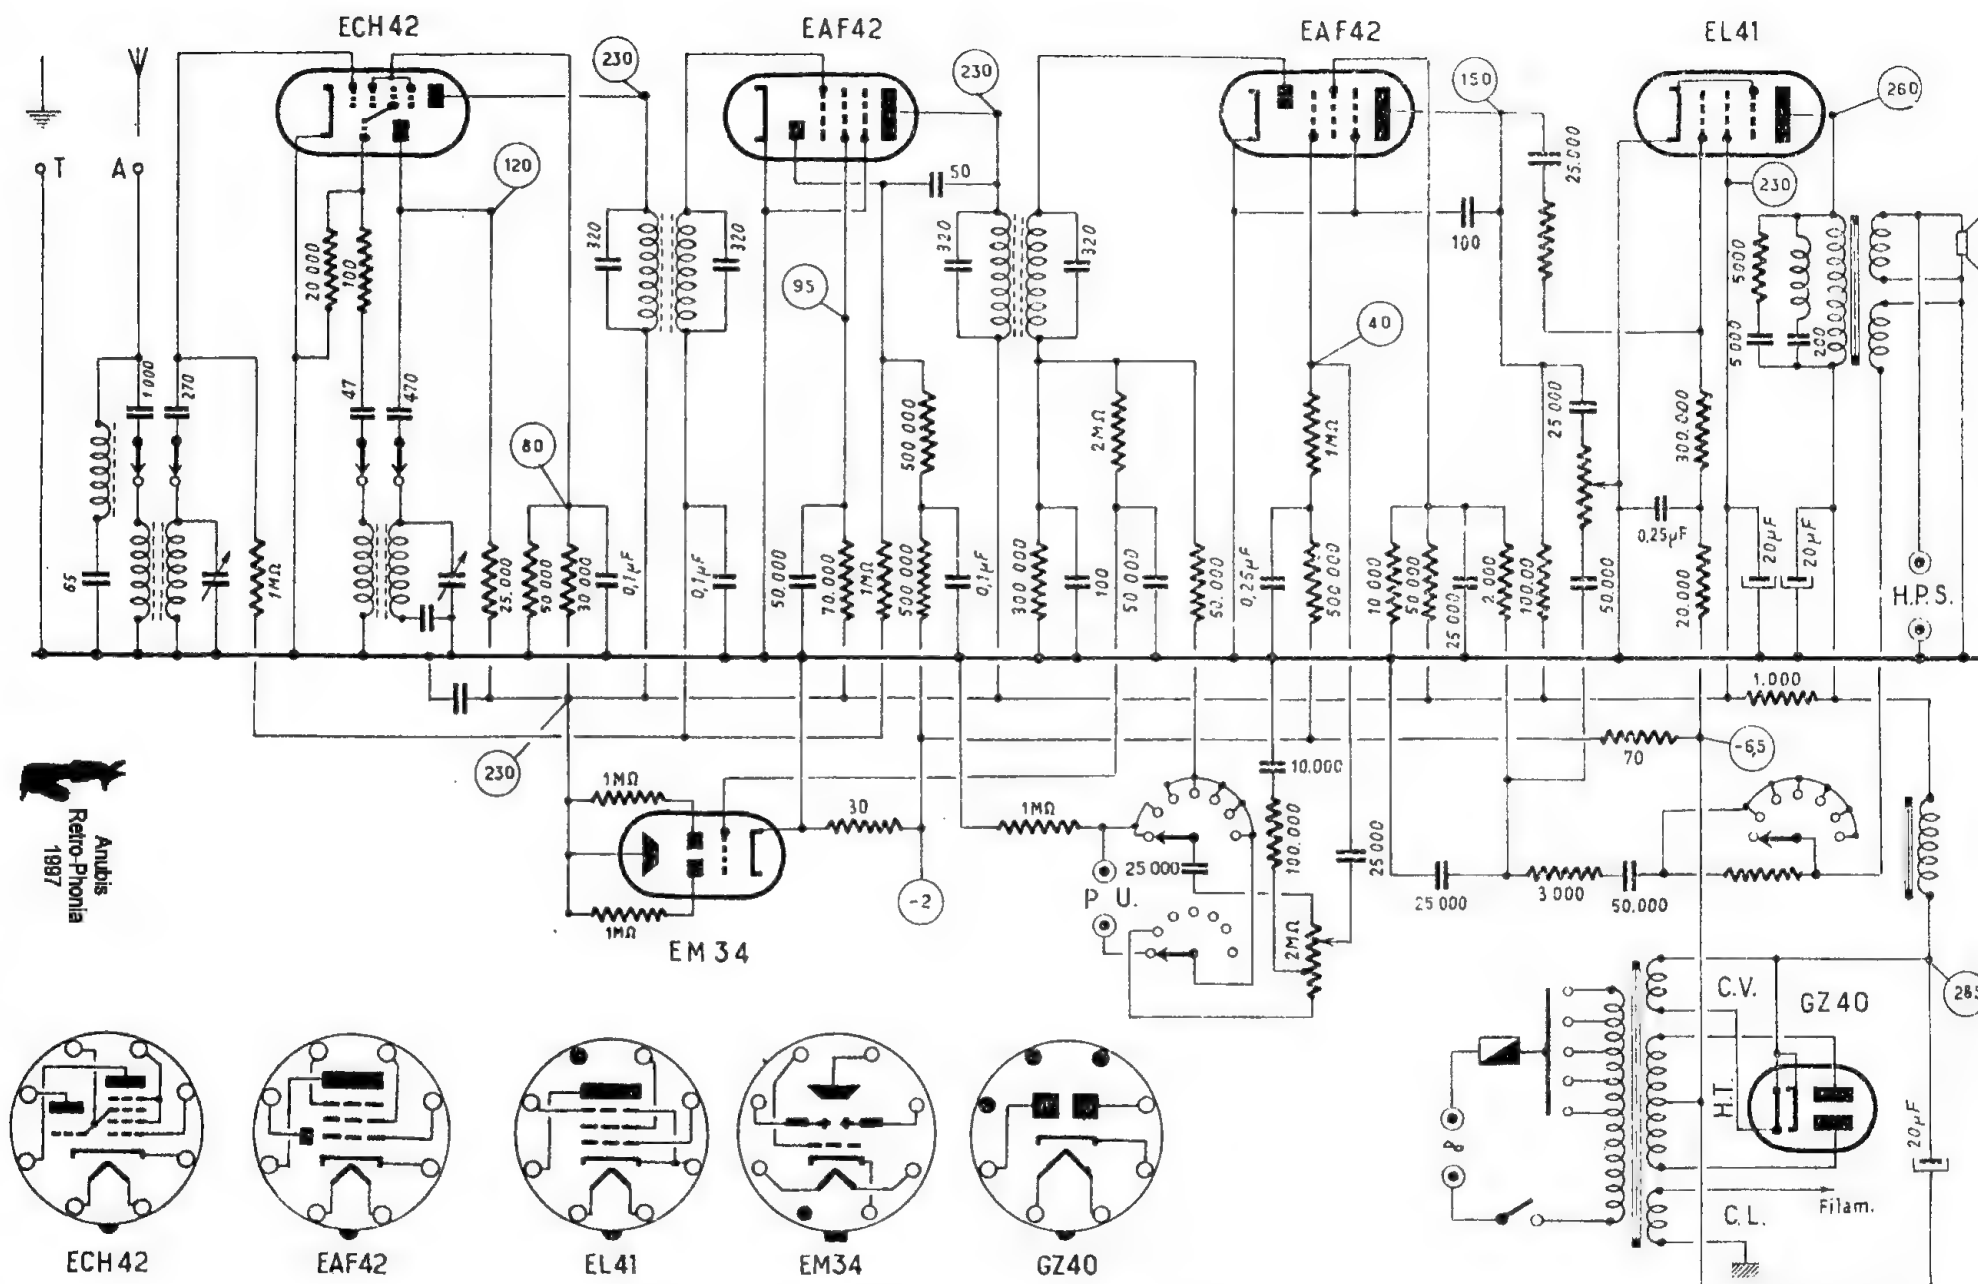 ECH42
EAF42
EAF42
EL41
230
230
150
260
T
A
120
50
25.000
230
20 000
100
320
320
320
320
100
5000
95
40
5 000
200
1000
270
47
470
80
500 000
2MΩ
1MΩ
25 000
300.000
65
1MΩ
25.000
50.000
30 000
0,1µF
0,1µF
50.000
70.000
1MΩ
500 000
0,1µF
300 000
100
50 000
50.000
0,25µF
500 000
10 000
50 000
25 000
2.000
50.000
0,25µF
20.000
20µF
20µF
H.P.S.
1.000
70
-6,5
230
1MΩ
30
1MΩ
10.000
100.000
25 000
25 000
P.U.
2MΩ
25 000
3 000
50.000
1MΩ
-2
EM34
Anubis
Retro-Phonia
1997
C.V.
GZ40
285
H.T.
20µF
C.L.
Filam.
ECH42
EAF42
EL41
EM34
GZ40